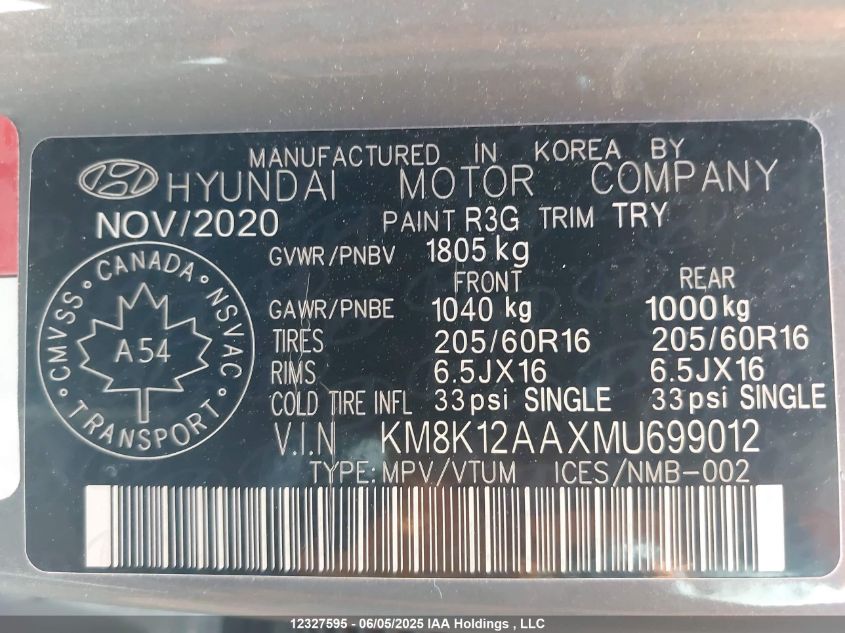 MANUFACTURED IN KOREA BY
HYUNDAI MOTOR COMPANY
NOV/2020 PAINT R3G TRIM TRY
GVWR/PNBV 1805 kg
FRONT REAR
GAWR/PNBE 1040 kg 1000kg
TIRES 205/60R16 205/60R16
RIMS 6.5JX16 6.5JX16
COLD TIRE INFL 33psi SINGLE 33psi SINGLE
CMVSS • CANADA • NSVAC • TRANSPORT •
A54
V.I.N KM8K12AAXMU699012
TYPE:MPV/VTUM ICES/NMB-002
12327595 - 06/05/2025 IAA Holdings , LLC